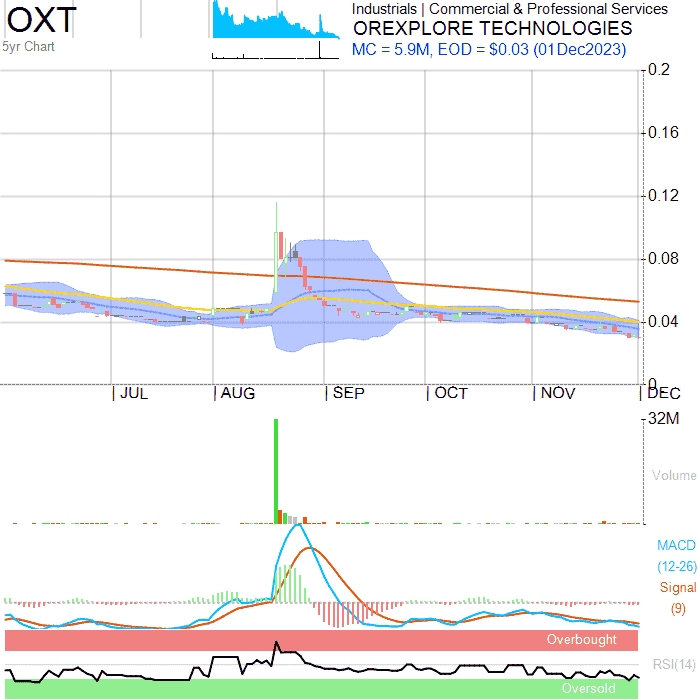 OXT
5yr Chart
Industrials | Commercial & Professional Services
OREXPLORE TECHNOLOGIES
MC = 5.9M, EOD = $0.03 (01Dec2023)
0.2
0.16
0.12
0.08
0.04
0
| JUL | AUG | SEP | OCT | NOV | DEC
32M
Volume
MACD
(12-26)
Signal
(9)
Overbought
RSI(14)
Oversold